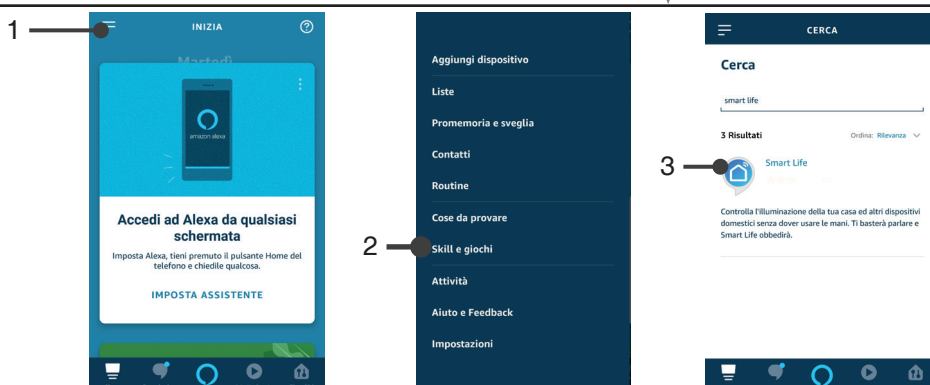 1
INIZIA
Martedì
amazon alexa
Accedi ad Alexa da qualsiasi
schermata
Imposta Alexa, tieni premuto il pulsante Home del
telefono e chiedile qualcosa.
IMPOSTA ASSISTENTE
2
Aggiungi dispositivo
Liste
Promemoria e sveglia
Contatti
Routine
Cose da provare
Skill e giochi
Attività
Aiuto e Feedback
Impostazioni
3
CERCA
Cerca
smart life
3 Risultati Ordina: Rilevanza
Smart Life
Controlla l'illuminazione della tua casa ed altri dispositivi
domestici senza dover usare le mani. Ti basterà parlare e
Smart Life obbedirà.